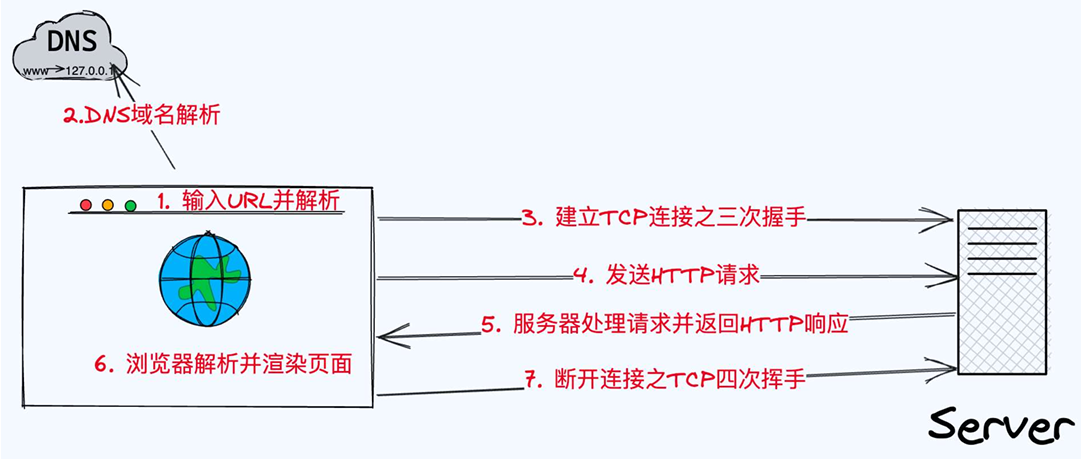 DNS
www→127.0.0.1
2.DNS域名解析
1. 输入URL并解析
3. 建立TCP连接之三次握手
4. 发送HTTP请求
5. 服务器处理请求并返回HTTP响应
6. 浏览器解析并渲染页面
7. 断开连接之TCP四次挥手
Server